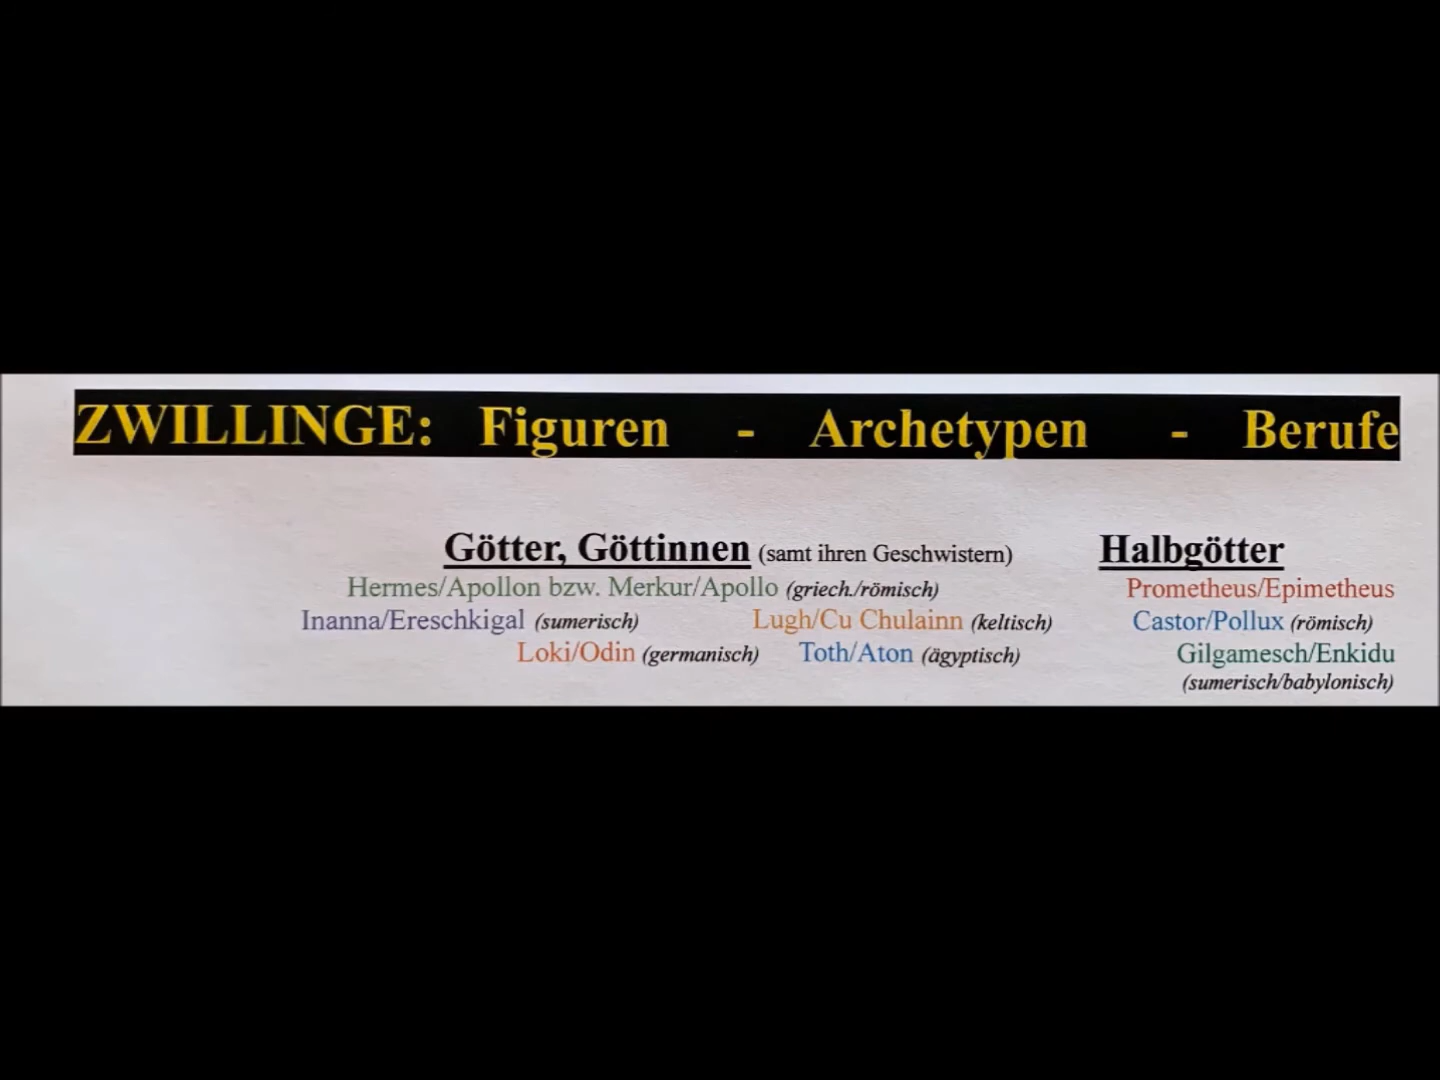 ZWILLINGE: Figuren - Archetypen - Berufe
Götter, Göttinnen (samt ihren Geschwistern)
Hermes/Apollon bzw. Merkur/Apollo (griech./römisch)
Inanna/Ereschkigal (sumerisch) Lugh/Cu Chulainn (keltisch)
Loki/Odin (germanisch) Toth/Aton (ägyptisch)
Halbgötter
Prometheus/Epimetheus
Castor/Pollux (römisch)
Gilgamesch/Enkidu
(sumerisch/babylonisch)